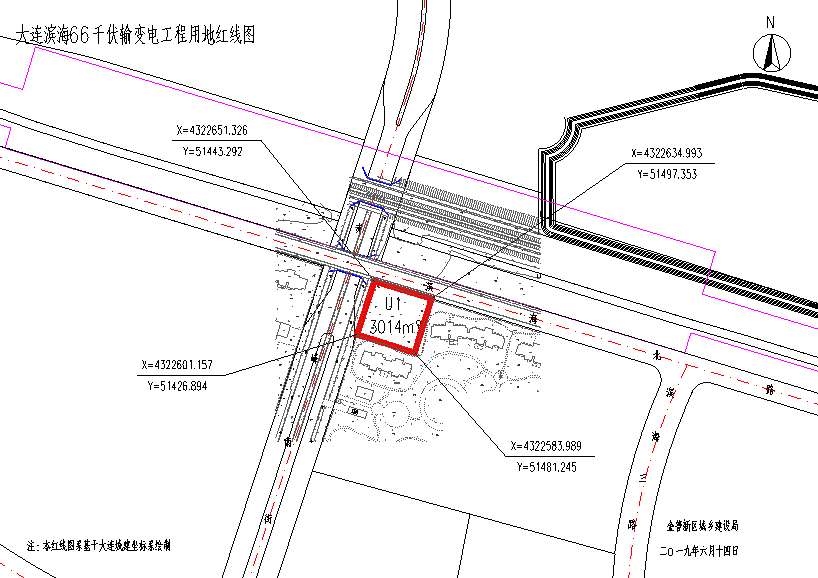 大连滨海66千伏输变电工程用地红线图
N
X=4322651.326
Y=51443.292
X=4322634.993
Y=51497.353
U1
3014m²
滨
海
北
路
X=4322601.157
Y=51426.894
X=4322583.989
Y=51481.245
滨
海
三
路
街
金普新区城乡建设局
二0一九年六月十四日
注：本红线图系基于大连城建坐标系绘制